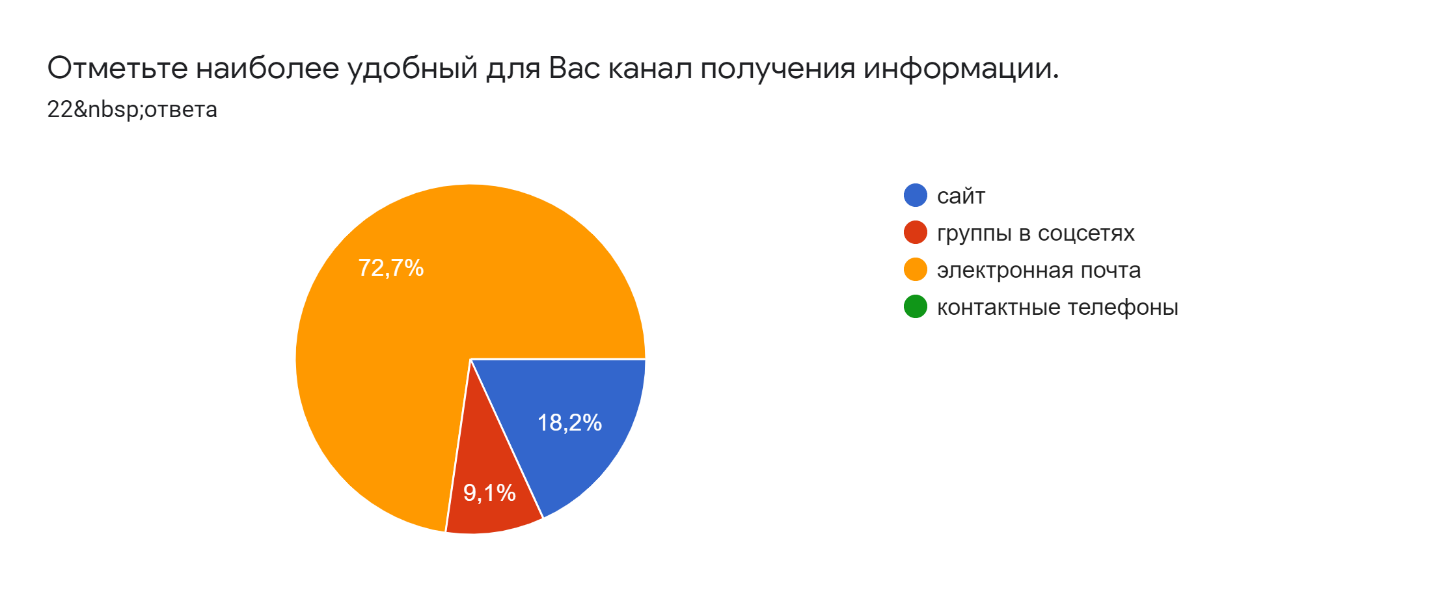 Отметьте наиболее удобный для Вас канал получения информации.
22&nbsp;ответа
сайт
группы в соцсетях
электронная почта
контактные телефоны
72,7%
18,2%
9,1%